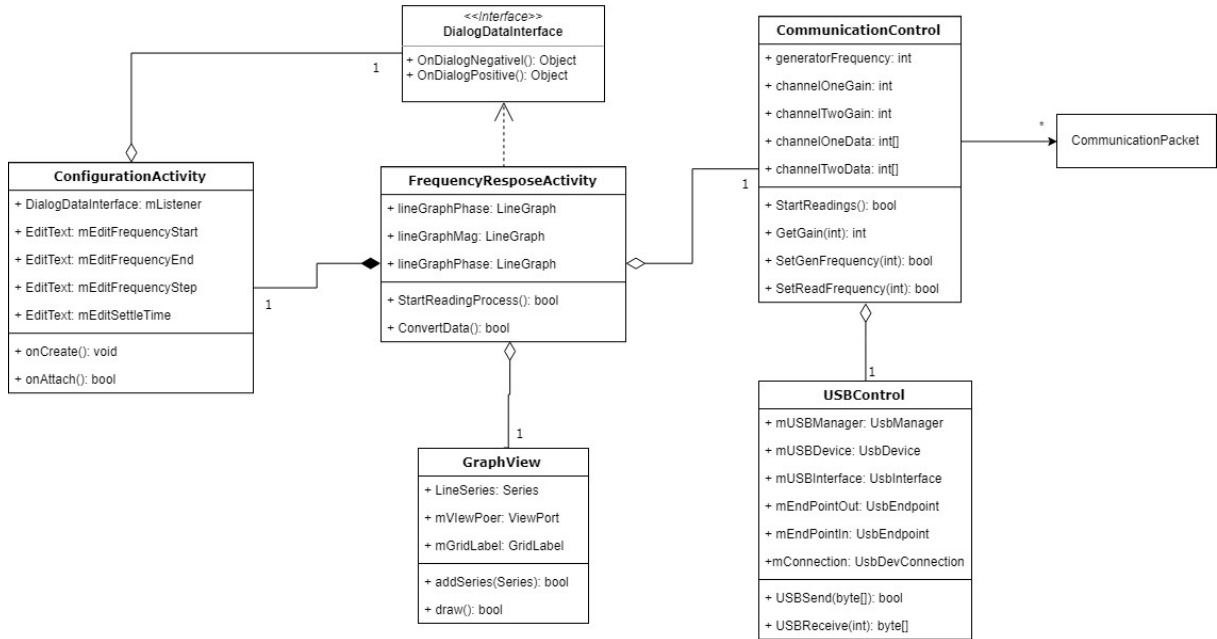 <<Interface>>
DialogDataInterface
+ OnDialogNegativel(): Object
+ OnDialogPositive(): Object
1
ConfigurationActivity
+ DialogDataInterface: mListener
+ EditText: mEditFrequencyStart
+ EditText: mEditFrequencyEnd
+ EditText: mEditFrequencyStep
+ EditText: mEditSettleTime
+ onCreate(): void
+ onAttach(): bool
1
FrequencyResposeActivity
+ lineGraphPhase: LineGraph
+ lineGraphMag: LineGraph
+ lineGraphPhase: LineGraph
+ StartReadingProcess(): bool
+ ConvertData(): bool
1
GraphView
+ LineSeries: Series
+ mVIewPoer: ViewPort
+ mGridLabel: GridLabel
+ addSeries(Series): bool
+ draw(): bool
1
CommunicationControl
+ generatorFrequency: int
+ channelOneGain: int
+ channelTwoGain: int
+ channelOneData: int[]
+ channelTwoData: int[]
+ StartReadings(): bool
+ GetGain(int): int
+ SetGenFrequency(int): bool
+ SetReadFrequency(int): bool
*
CommunicationPacket
1
USBControl
+ mUSBManager: UsbManager
+ mUSBDevice: UsbDevice
+ mUSBInterface: UsbInterface
+ mEndPointOut: UsbEndpoint
+ mEndPointIn: UsbEndpoint
+mConnection: UsbDevConnection
+ USBSend(byte[]): bool
+ USBReceive(int): byte[]